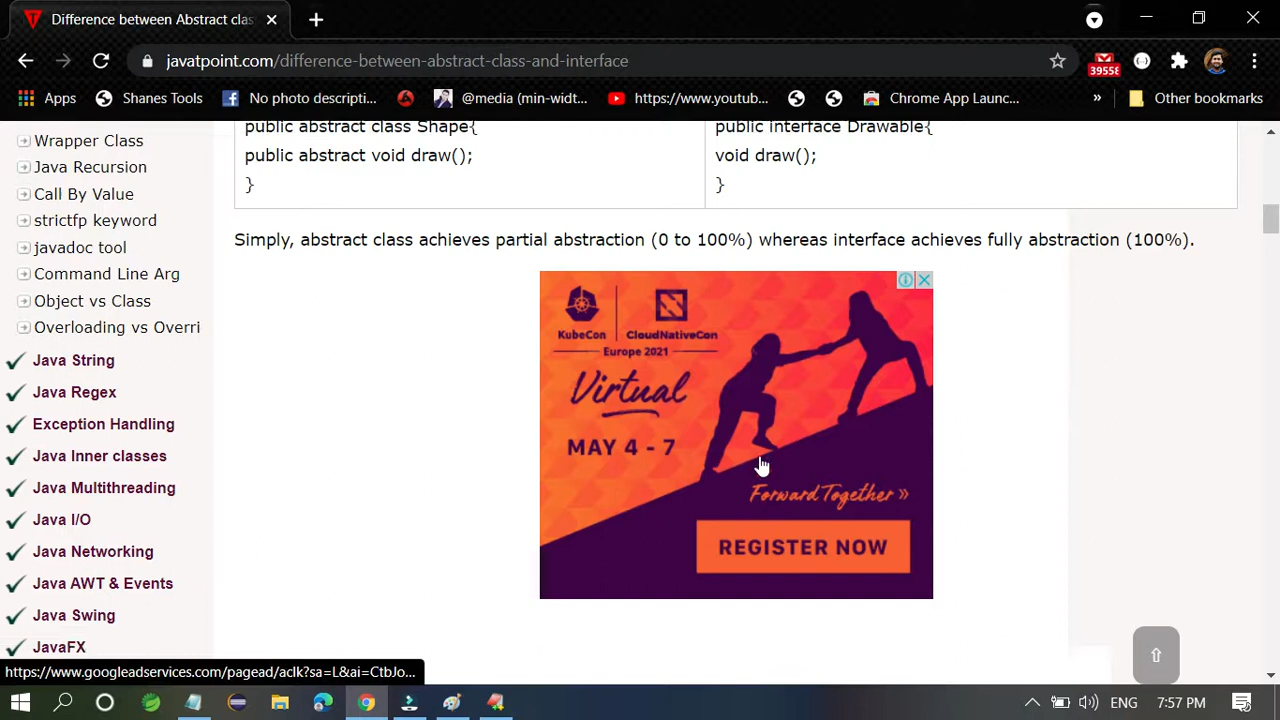 Difference between Abstract clas
javatpoint.com/difference-between-abstract-class-and-interface
39558
Apps
Shanes Tools
No photo descripti...
@media (min-widt...
https://www.youtub...
Chrome App Launc...
»
Other bookmarks
Wrapper Class
Java Recursion
Call By Value
strictfp keyword
javadoc tool
Command Line Arg
Object vs Class
Overloading vs Overri
Java String
Java Regex
Exception Handling
Java Inner classes
Java Multithreading
Java I/O
Java Networking
Java AWT & Events
Java Swing
JavaFX
public abstract class Shape{
public abstract void draw();
}
public interface Drawable{
void draw();
}
Simply, abstract class achieves partial abstraction (0 to 100%) whereas interface achieves fully abstraction (100%).
KubeCon CloudNativeCon
Europe 2021
Virtual
MAY 4 - 7
Forward Together »
REGISTER NOW
https://www.googleadservices.com/pagead/aclk?sa=L&ai=CtbJo...
ENG
7:57 PM